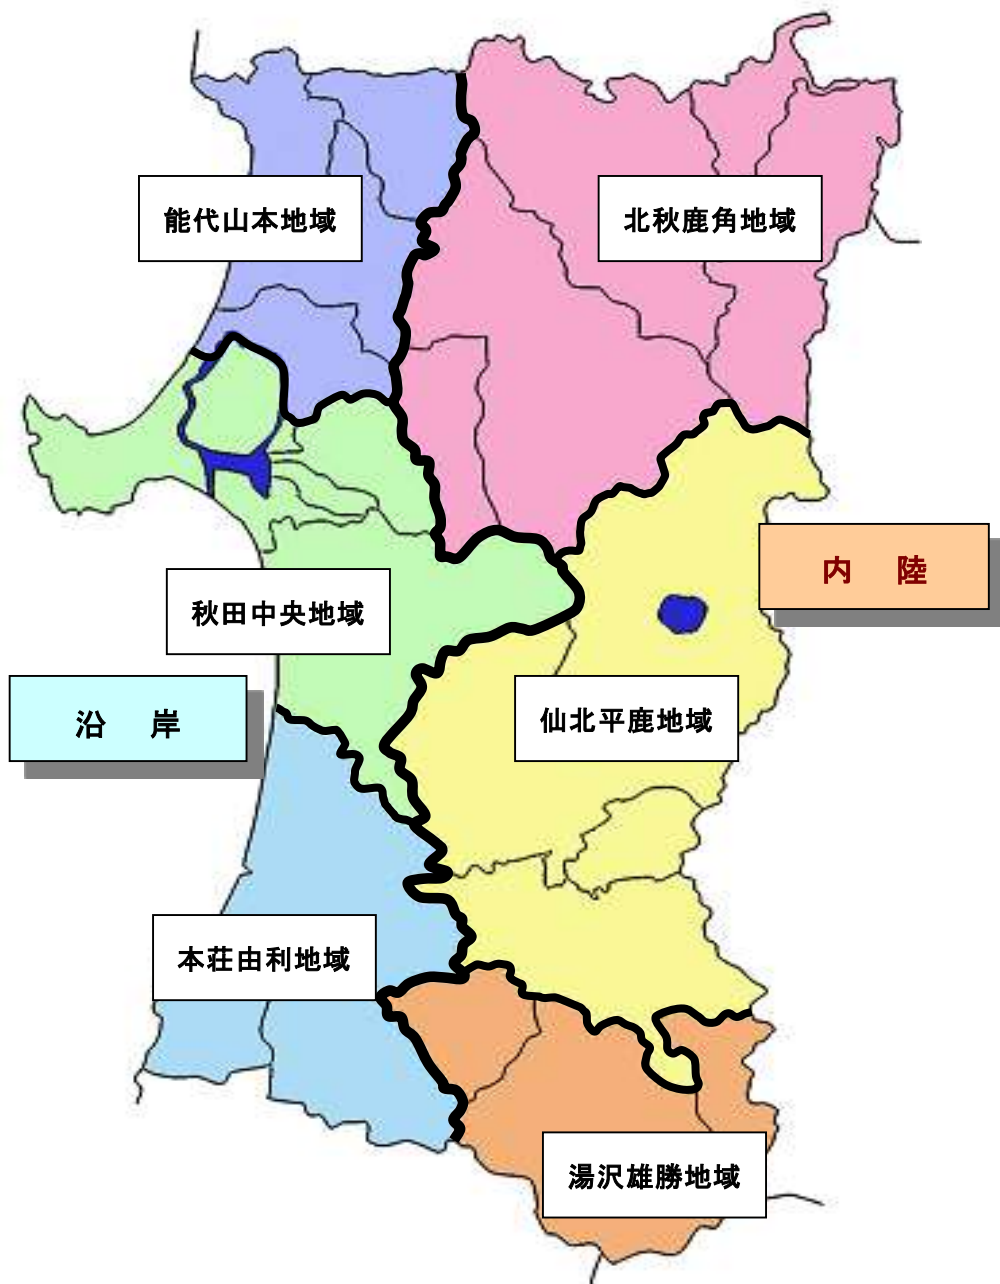 能代山本地域
北秋鹿角地域
内 陸
秋田中央地域
沿 岸
仙北平鹿地域
本荘由利地域
湯沢雄勝地域